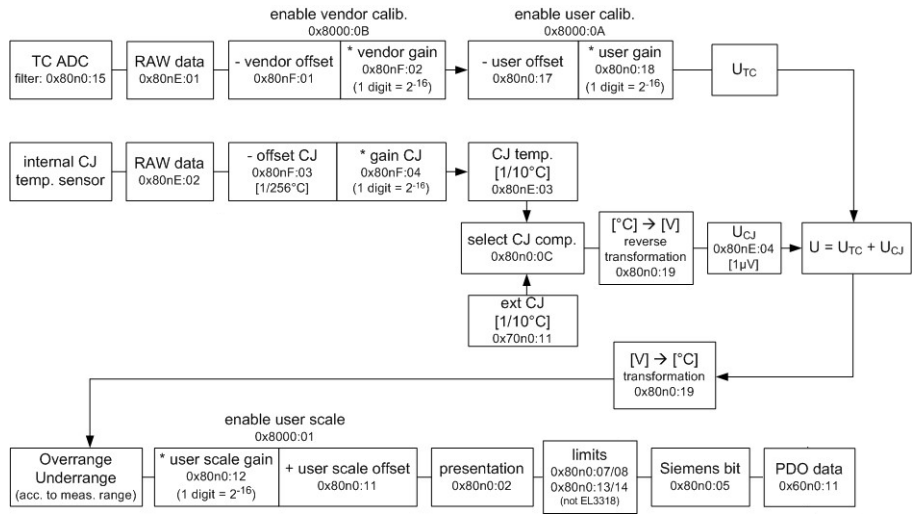 enable vendor calib.
0x8000:0B
enable user calib.
0x8000:0A
TC ADC
filter: 0x80n0:15
RAW data
0x80nE:01
- vendor offset
0x80nF:01
* vendor gain
0x80nF:02
(1 digit = 2⁻¹⁶)
- user offset
0x80n0:17
* user gain
0x80n0:18
(1 digit = 2⁻¹⁶)
U_TC
internal CJ
temp. sensor
RAW data
0x80nE:02
- offset CJ
0x80nF:03
[1/256°C]
* gain CJ
0x80nF:04
(1 digit = 2⁻¹⁶)
CJ temp.
[1/10°C]
0x80nE:03
select CJ comp.
0x80n0:0C
[°C] → [V]
reverse
transformation
0x80n0:19
U_CJ
0x80nE:04
[1µV]
U = U_TC + U_CJ
ext CJ
[1/10°C]
0x70n0:11
[V] → [°C]
transformation
0x80n0:19
enable user scale
0x8000:01
Overrange
Underrange
(acc. to meas. range)
* user scale gain
0x80n0:12
(1 digit = 2⁻¹⁶)
+ user scale offset
0x80n0:11
presentation
0x80n0:02
limits
0x80n0:07/08
0x80n0:13/14
(not EL3318)
Siemens bit
0x80n0:05
PDO data
0x60n0:11